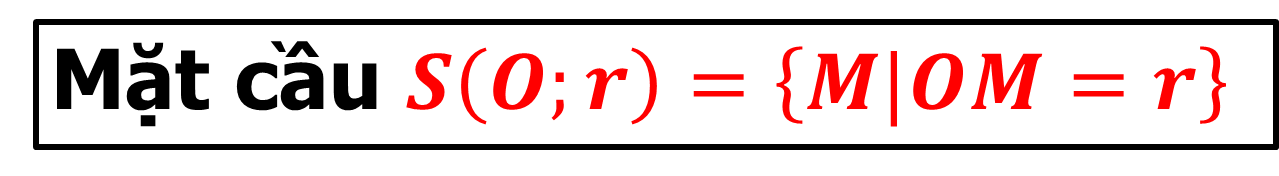 Mặt cầu S(O; r) = {M|OM = r}